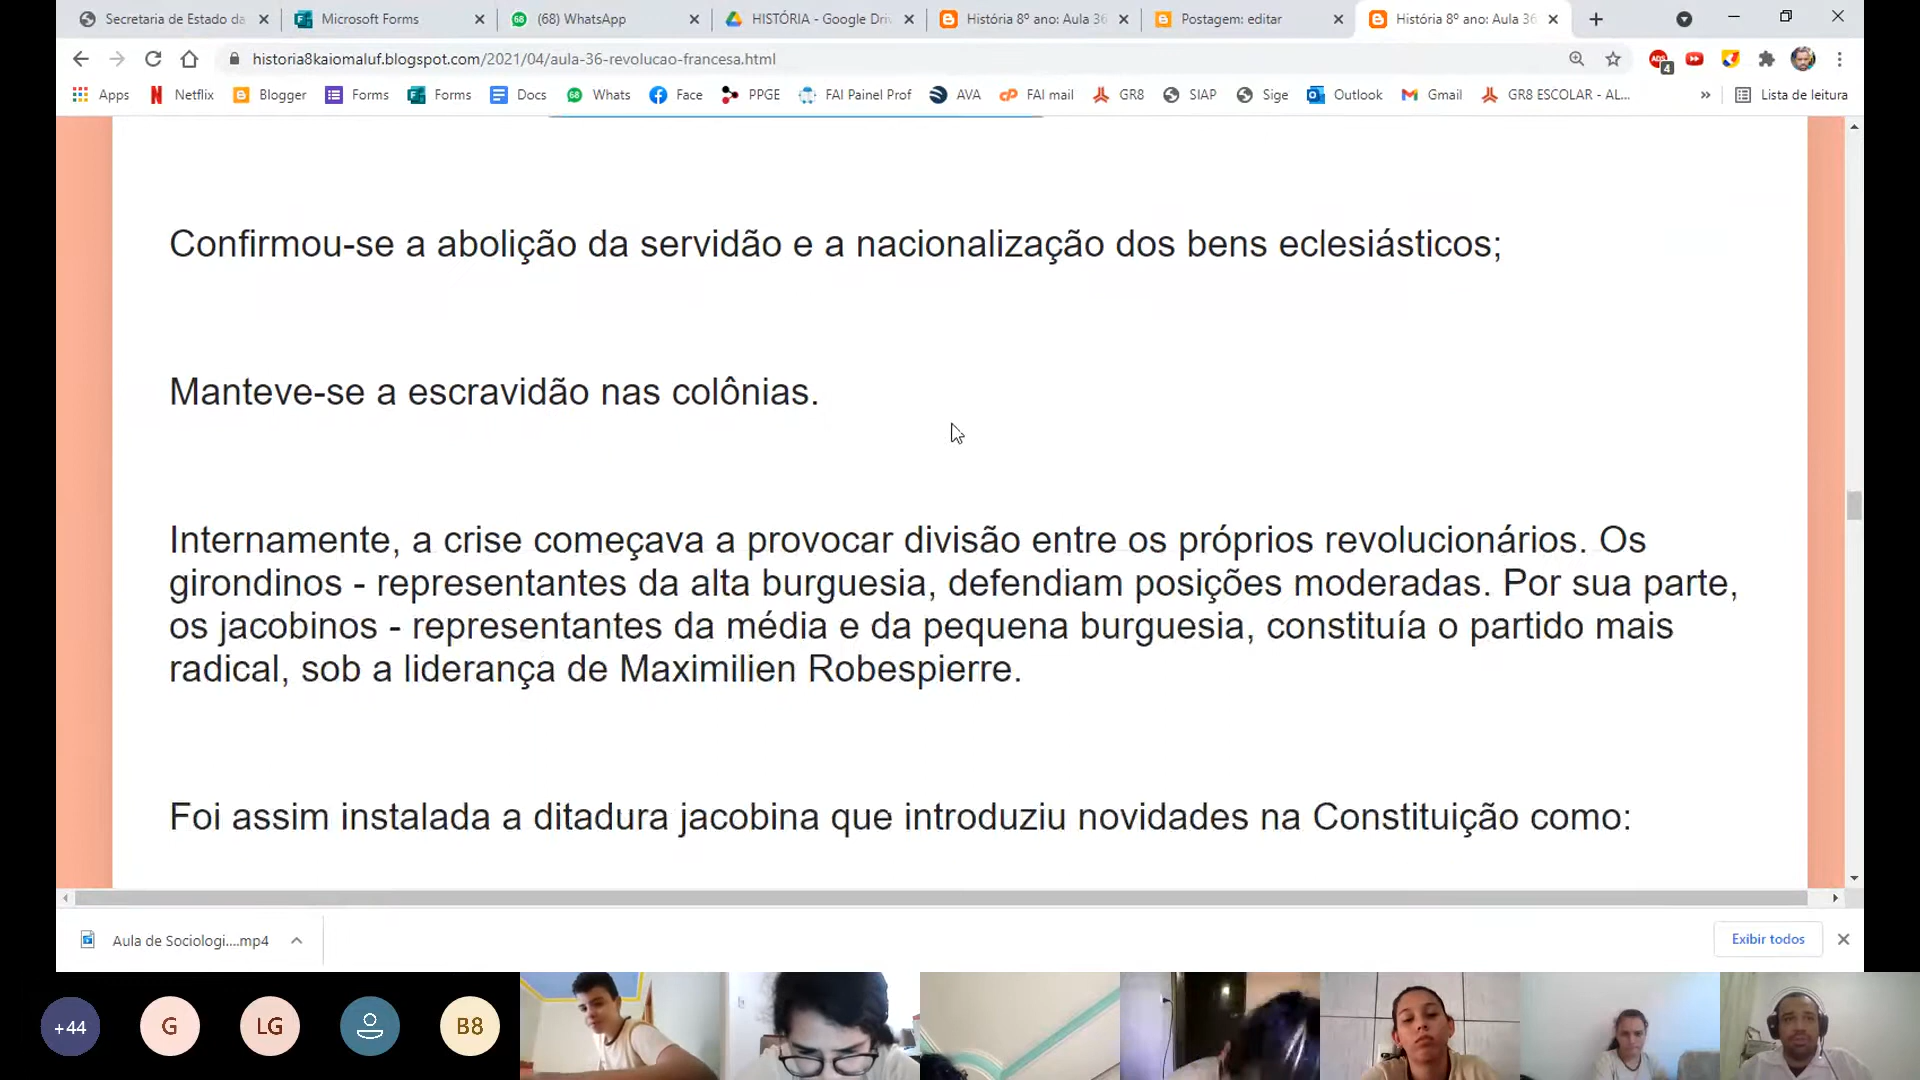 Secretaria de Estado da
Microsoft Forms
(68) WhatsApp
HISTÓRIA - Google Dri
História 8º ano: Aula 36
Postagem: editar
História 8º ano: Aula 36
historia8kaiomaluf.blogspot.com/2021/04/aula-36-revolucao-francesa.html
4
Apps
Netflix
Blogger
Forms
Forms
Docs
68
Whats
Face
PPGE
FAI Painel Prof
AVA
FAI mail
GR8
SIAP
Sige
Outlook
Gmail
GR8 ESCOLAR - AL...
»
Lista de leitura
Confirmou-se a abolição da servidão e a nacionalização dos bens eclesiásticos;
Manteve-se a escravidão nas colônias.
Internamente, a crise começava a provocar divisão entre os próprios revolucionários. Os
girondinos - representantes da alta burguesia, defendiam posições moderadas. Por sua parte,
os jacobinos - representantes da média e da pequena burguesia, constituía o partido mais
radical, sob a liderança de Maximilien Robespierre.
Foi assim instalada a ditadura jacobina que introduziu novidades na Constituição como:
Aula de Sociologi....mp4
Exibir todos
+44
G
LG
B8